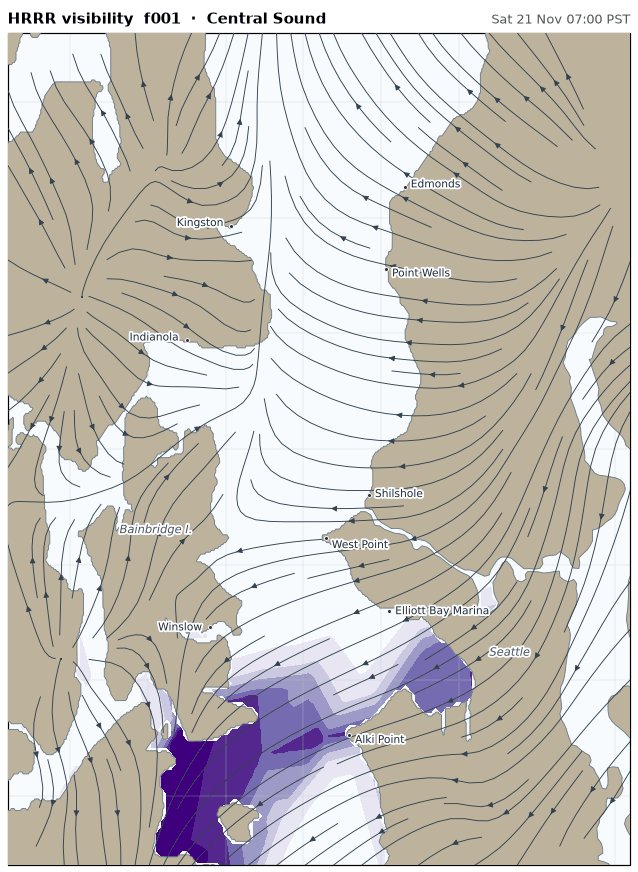 HRRR visibility f001 · Central Sound
Sat 21 Nov 07:00 PST
Edmonds
Kingston
Point Wells
Indianola
Shilshole
Bainbridge I.
West Point
Elliott Bay Marina
Winslow
Seattle
Alki Point